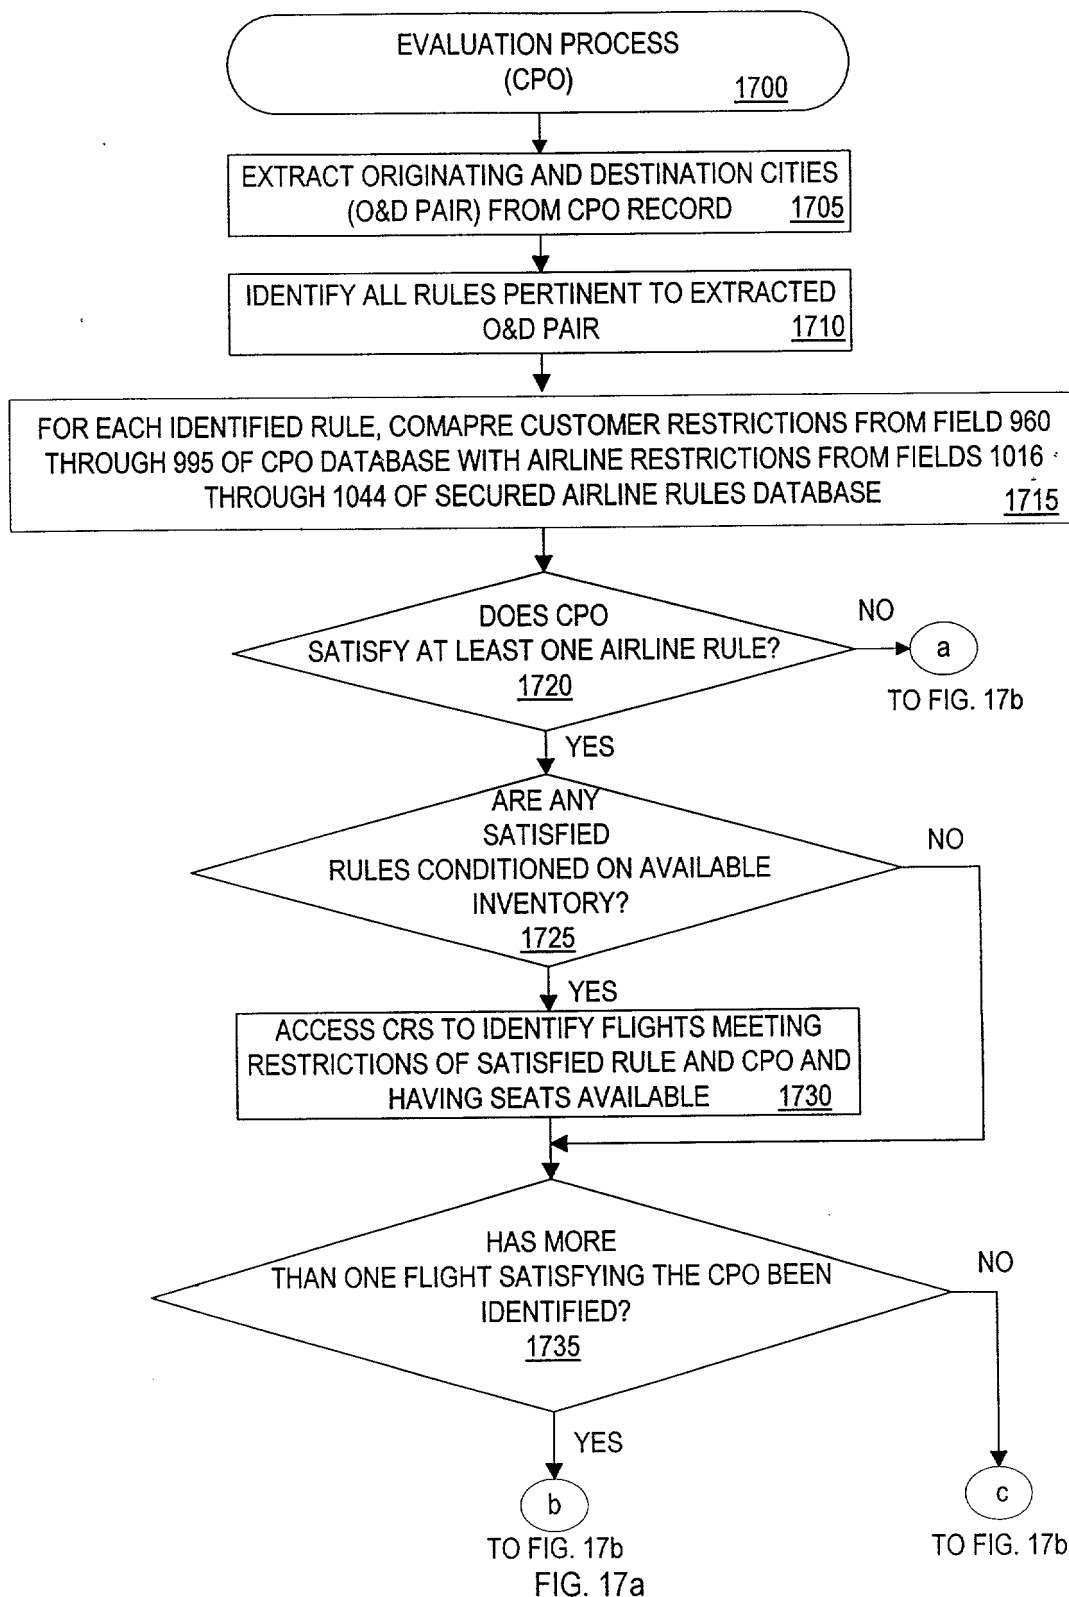 EVALUATION PROCESS
(CPO)
1700
EXTRACT ORIGINATING AND DESTINATION CITIES
(O&D PAIR) FROM CPO RECORD 1705
IDENTIFY ALL RULES PERTINENT TO EXTRACTED
O&D PAIR 1710
FOR EACH IDENTIFIED RULE, COMAPRE CUSTOMER RESTRICTIONS FROM FIELD 960
THROUGH 995 OF CPO DATABASE WITH AIRLINE RESTRICTIONS FROM FIELDS 1016
THROUGH 1044 OF SECURED AIRLINE RULES DATABASE 1715
DOES CPO
SATISFY AT LEAST ONE AIRLINE RULE?
1720
NO
a
TO FIG. 17b
YES
ARE ANY
SATISFIED
RULES CONDITIONED ON AVAILABLE
INVENTORY?
1725
NO
YES
ACCESS CRS TO IDENTIFY FLIGHTS MEETING
RESTRICTIONS OF SATISFIED RULE AND CPO AND
HAVING SEATS AVAILABLE 1730
HAS MORE
THAN ONE FLIGHT SATISFYING THE CPO BEEN
IDENTIFIED?
1735
NO
YES
b
TO FIG. 17b
c
TO FIG. 17b
FIG. 17a